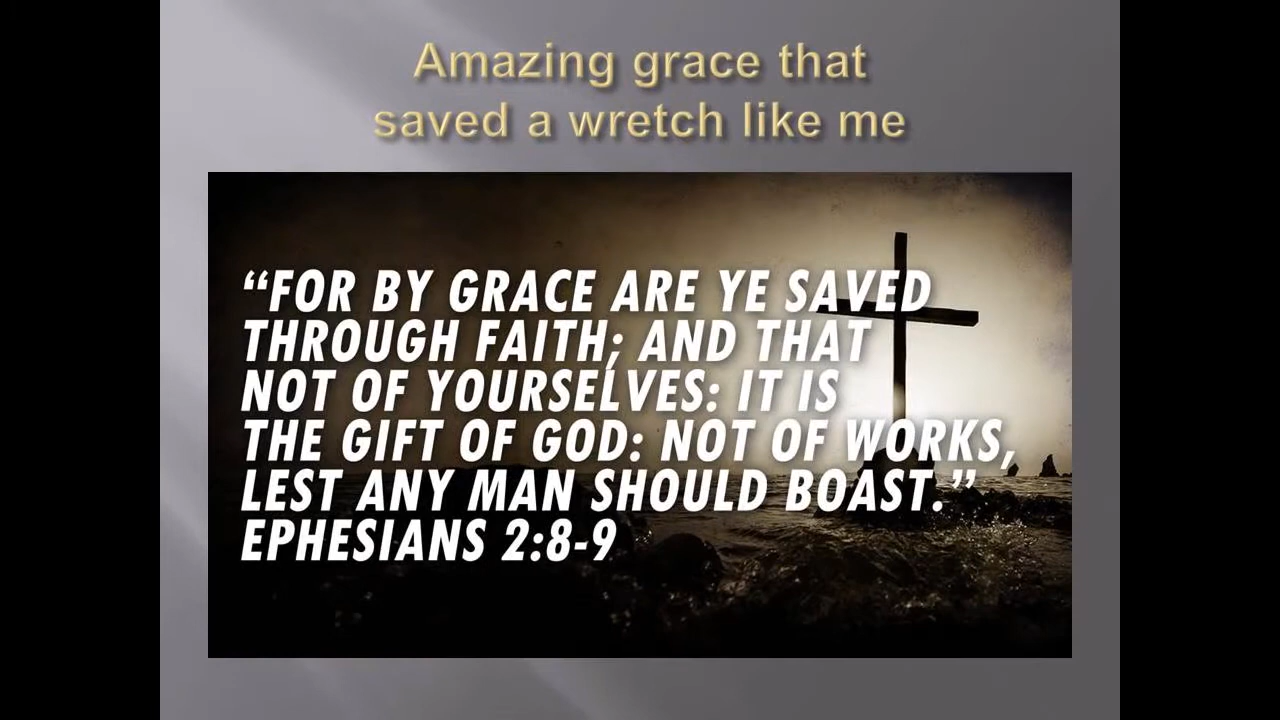 Amazing grace that
saved a wretch like me
“FOR BY GRACE ARE YE SAVED
THROUGH FAITH; AND THAT
NOT OF YOURSELVES: IT IS
THE GIFT OF GOD: NOT OF WORKS,
LEST ANY MAN SHOULD BOAST.”
EPHESIANS 2:8-9